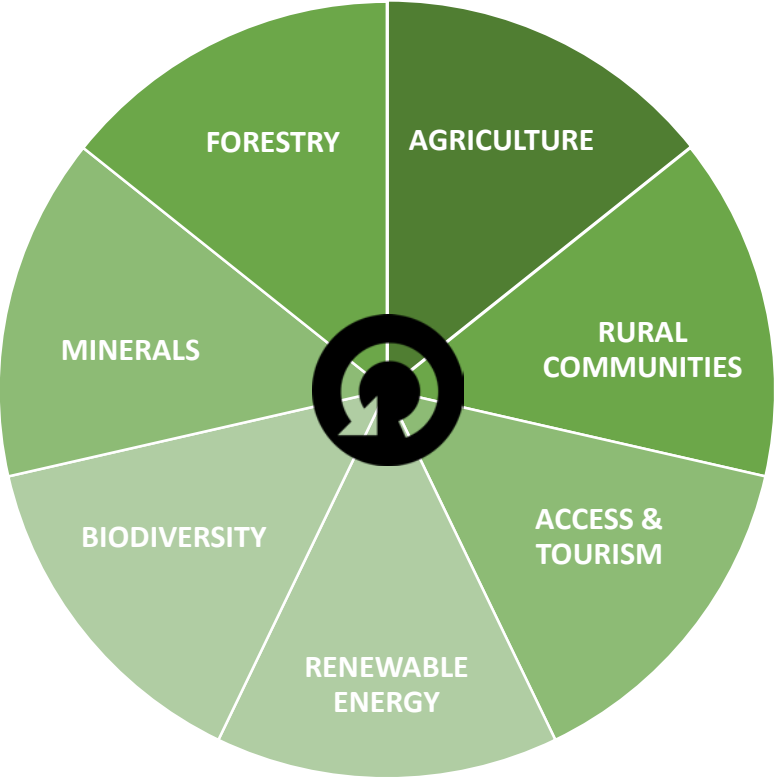 FORESTRY
AGRICULTURE
MINERALS
RURAL
COMMUNITIES
BIODIVERSITY
ACCESS &
TOURISM
RENEWABLE
ENERGY